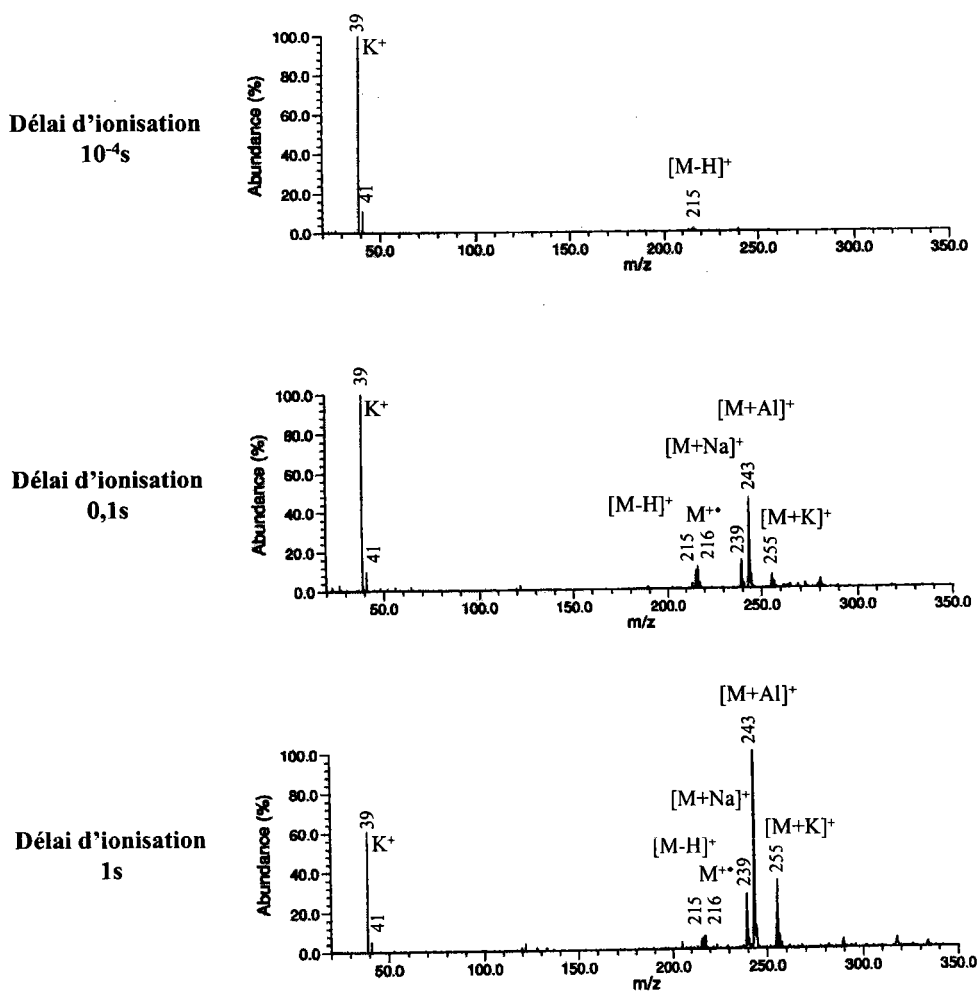 Délai d'ionisation
10⁻⁴s
Abundance (%)
100.0
80.0
60.0
40.0
20.0
0.0
39
K⁺
41
[M-H]⁺
215
50.0 100.0 150.0 200.0 250.0 300.0 350.0
m/z
Délai d'ionisation
0,1s
Abundance (%)
100.0
80.0
60.0
40.0
20.0
0.0
39
K⁺
41
[M+Al]⁺
[M+Na]⁺
243
[M-H]⁺
M⁺•
[M+K]⁺
215
216
239
255
50.0 100.0 150.0 200.0 250.0 300.0 350.0
m/z
Délai d'ionisation
1s
Abundance (%)
100.0
80.0
60.0
40.0
20.0
0.0
39
K⁺
41
[M+Al]⁺
243
[M+Na]⁺
[M-H]⁺
M⁺•
[M+K]⁺
215
216
239
255
50.0 100.0 150.0 200.0 250.0 300.0 350.0
m/z